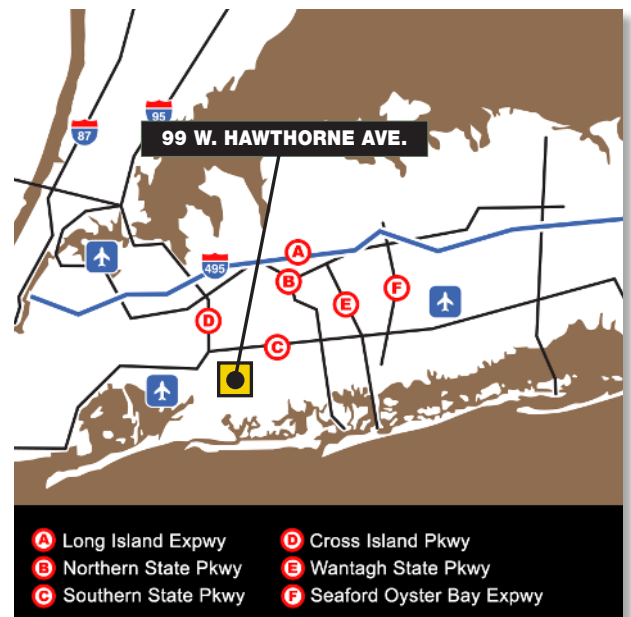 95
87
99 W. HAWTHORNE AVE.
A
495
B
F
E
D
C
A Long Island Expwy
B Northern State Pkwy
C Southern State Pkwy
D Cross Island Pkwy
E Wantagh State Pkwy
F Seaford Oyster Bay Expwy